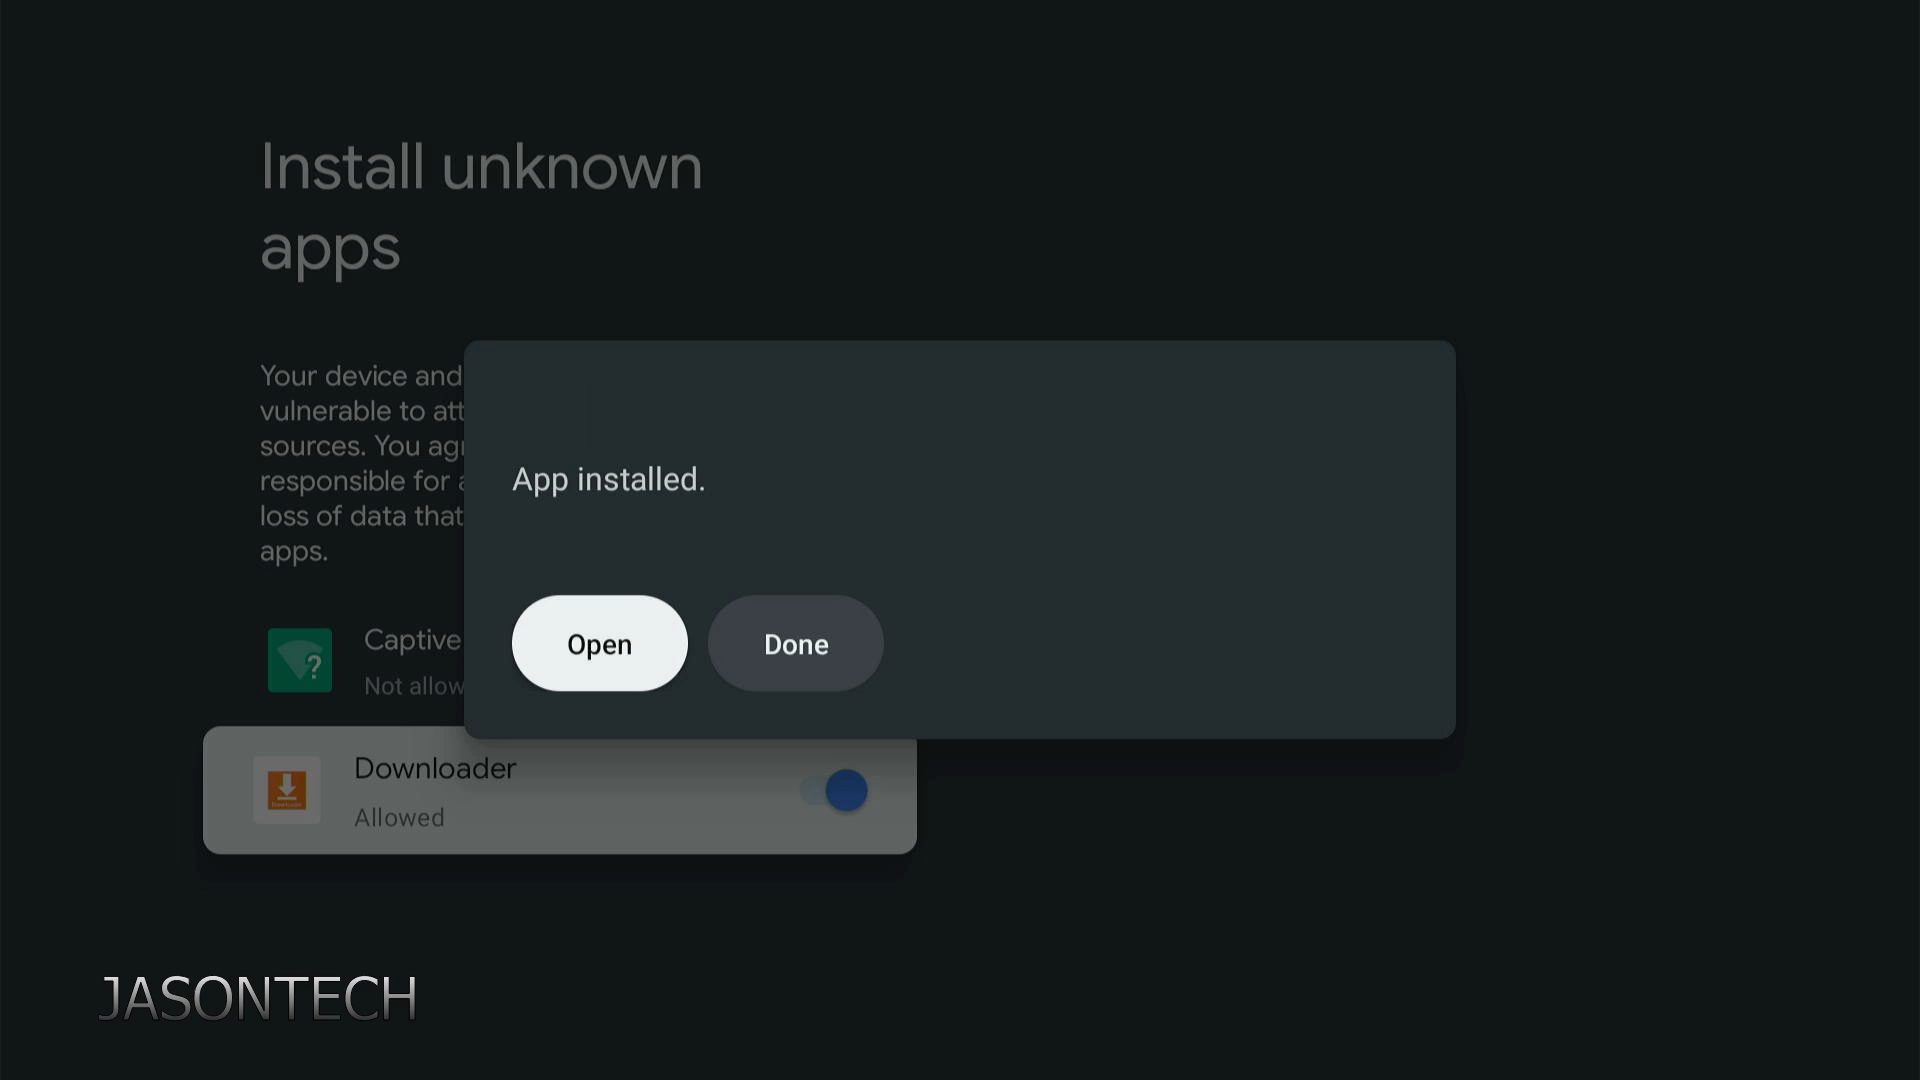 Install unknown
apps
Your device and
vulnerable to att
sources. You agr
responsible for a
loss of data that
apps.
App installed.
Open
Done
Captive
Not allow
Downloader
Allowed
JASONTECH